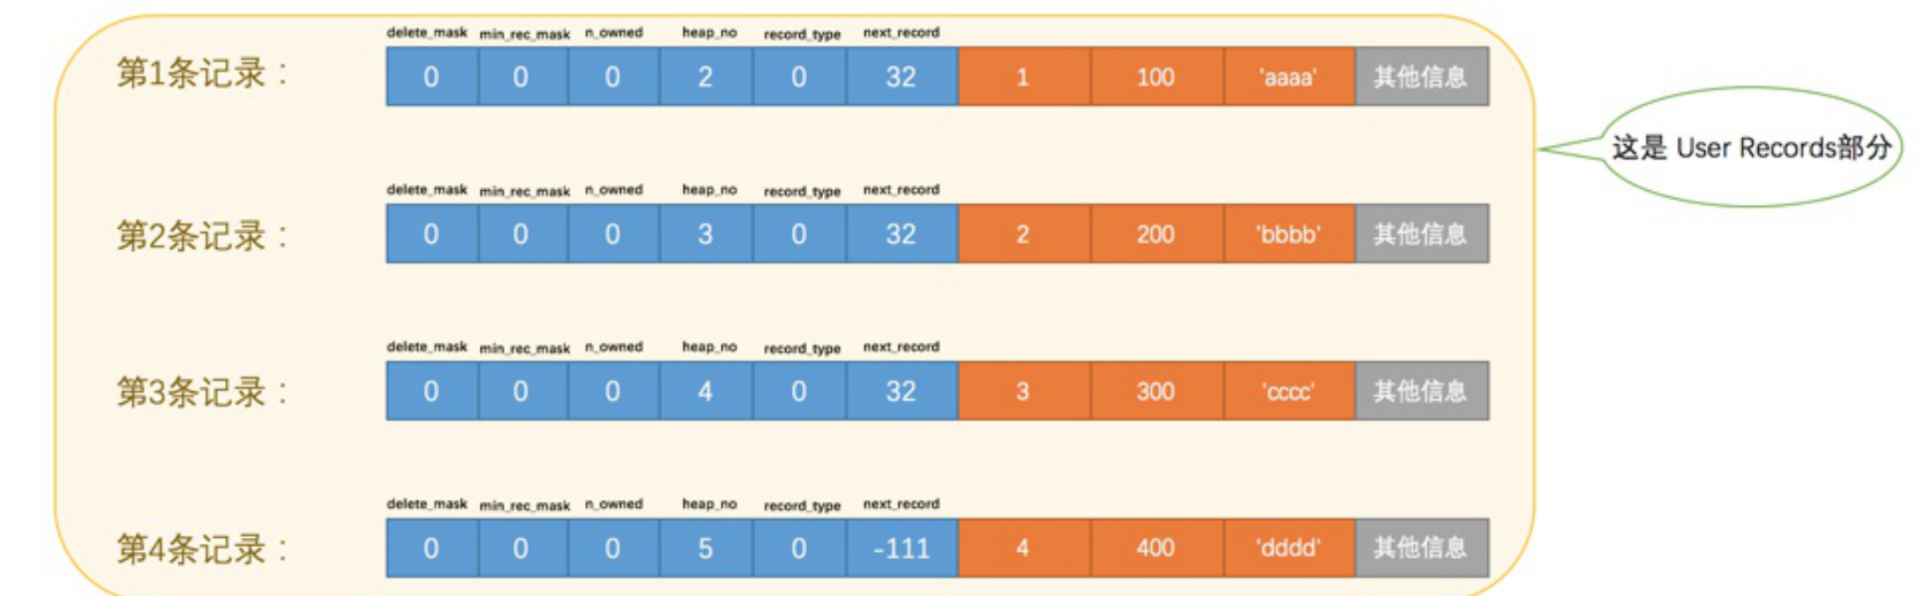 delete_mask min_rec_mask n_owned heap_no record_type next_record
第1条记录： 0 0 0 2 0 32 1 100 'aaaa' 其他信息
这是 User Records部分
delete_mask min_rec_mask n_owned heap_no record_type next_record
第2条记录： 0 0 0 3 0 32 2 200 'bbbb' 其他信息
delete_mask min_rec_mask n_owned heap_no record_type next_record
第3条记录： 0 0 0 4 0 32 3 300 'cccc' 其他信息
delete_mask min_rec_mask n_owned heap_no record_type next_record
第4条记录： 0 0 0 5 0 -111 4 400 'dddd' 其他信息